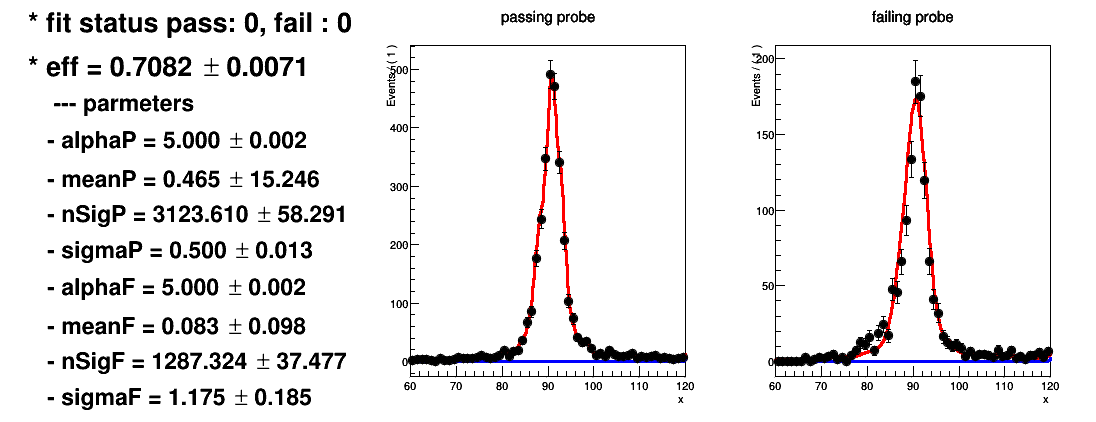 * fit status pass: 0, fail : 0
* eff = 0.7082 ± 0.0071
--- parmeters
- alphaP = 5.000 ± 0.002
- meanP = 0.465 ± 15.246
- nSigP = 3123.610 ± 58.291
- sigmaP = 0.500 ± 0.013
- alphaF = 5.000 ± 0.002
- meanF = 0.083 ± 0.098
- nSigF = 1287.324 ± 37.477
- sigmaF = 1.175 ± 0.185
passing probe
Events / ( 1 )
500
400
300
200
100
0
60 70 80 90 100 110 120
x
failing probe
Events / ( 1 )
200
150
100
50
0
60 70 80 90 100 110 120
x